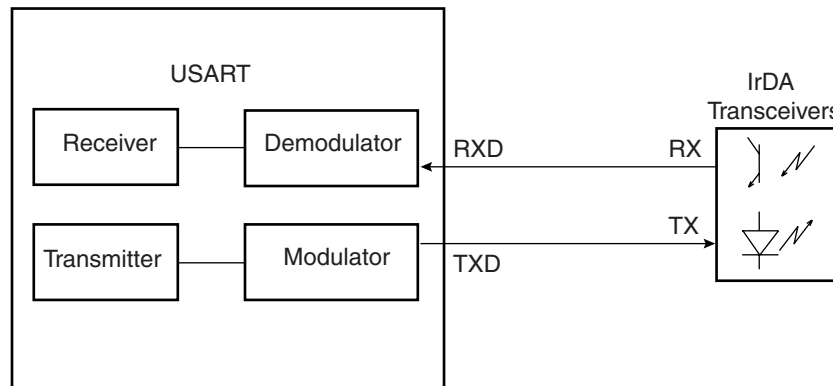 USART
IrDA
Transceivers
Receiver
Demodulator
RXD
RX
Transmitter
Modulator
TXD
TX